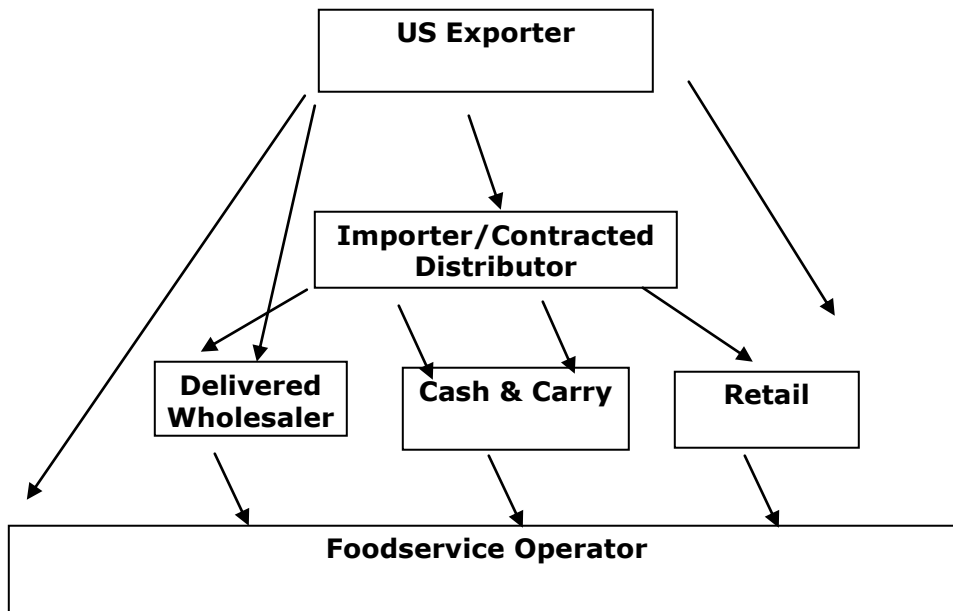 US Exporter
Importer/Contracted
Distributor
Delivered
Wholesaler
Cash & Carry
Retail
Foodservice Operator